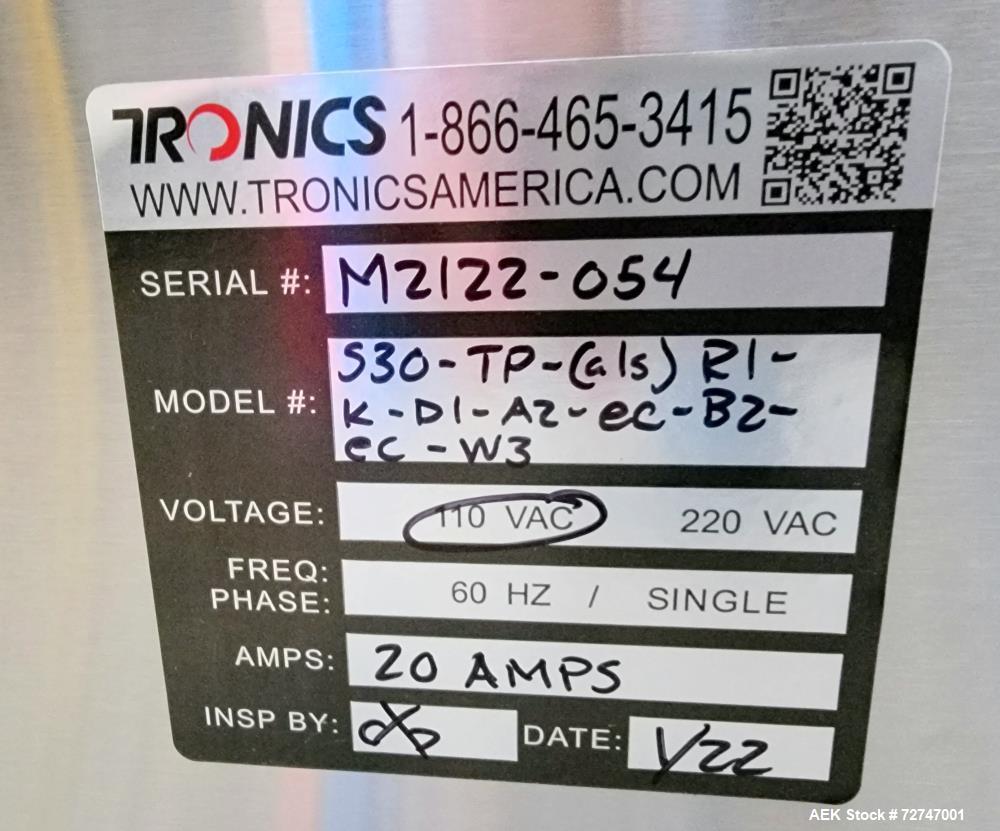 TRONICS 1-866-465-3415
WWW.TRONICSAMERICA.COM
SERIAL #: M2122-054
MODEL #: S30-TP-(als) R1-
K-D1-A2-ec-B2-
ec-W3
VOLTAGE: 110 VAC 220 VAC
FREQ:
PHASE: 60 HZ / SINGLE
AMPS: 20 AMPS
INSP BY: DATE: 1/22
AEK Stock # 72747001